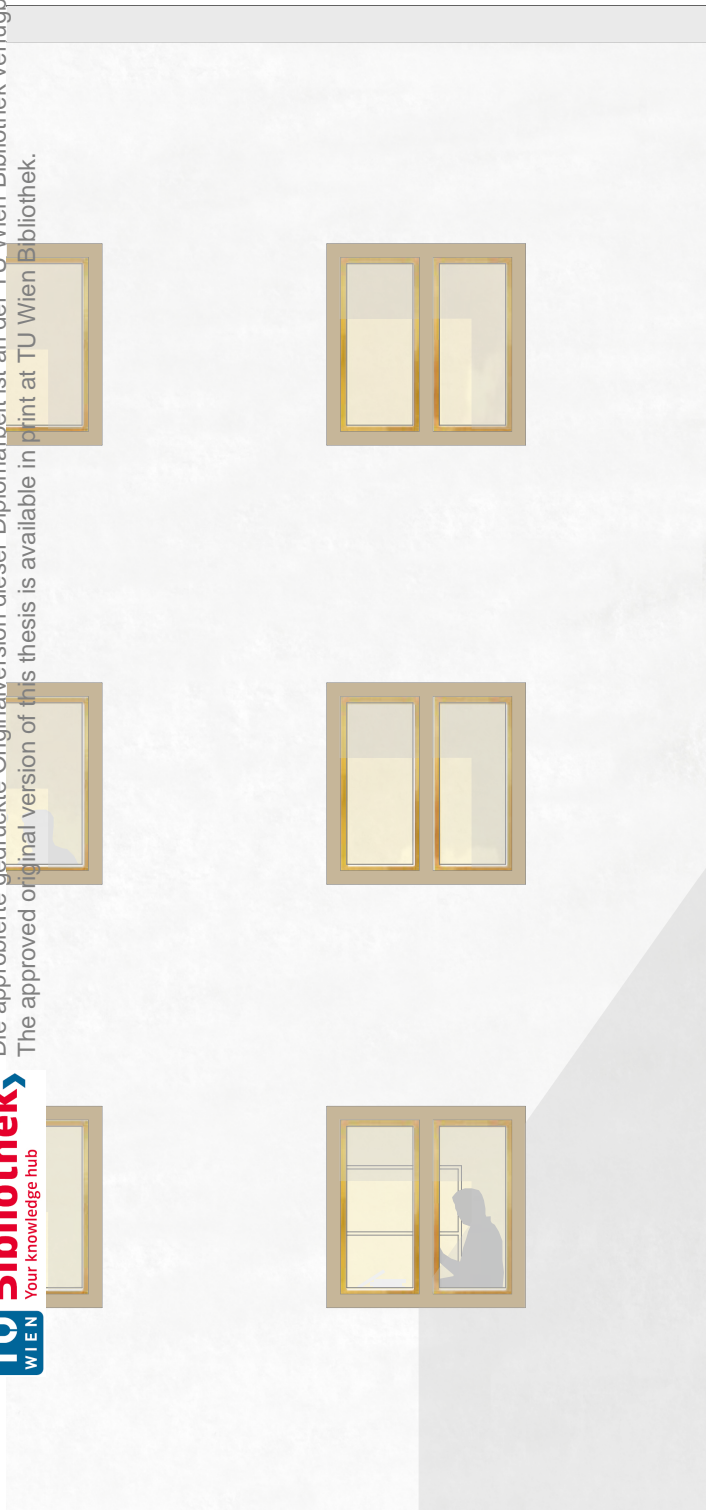 TU Bibliothek
WIEN Your knowledge hub
Die approbierte gedruckte Originalversion dieser Diplomarbeit ist an der TU Wien Bibliothek
The approved original version of this thesis is available in print at TU Wien Bibliothek.